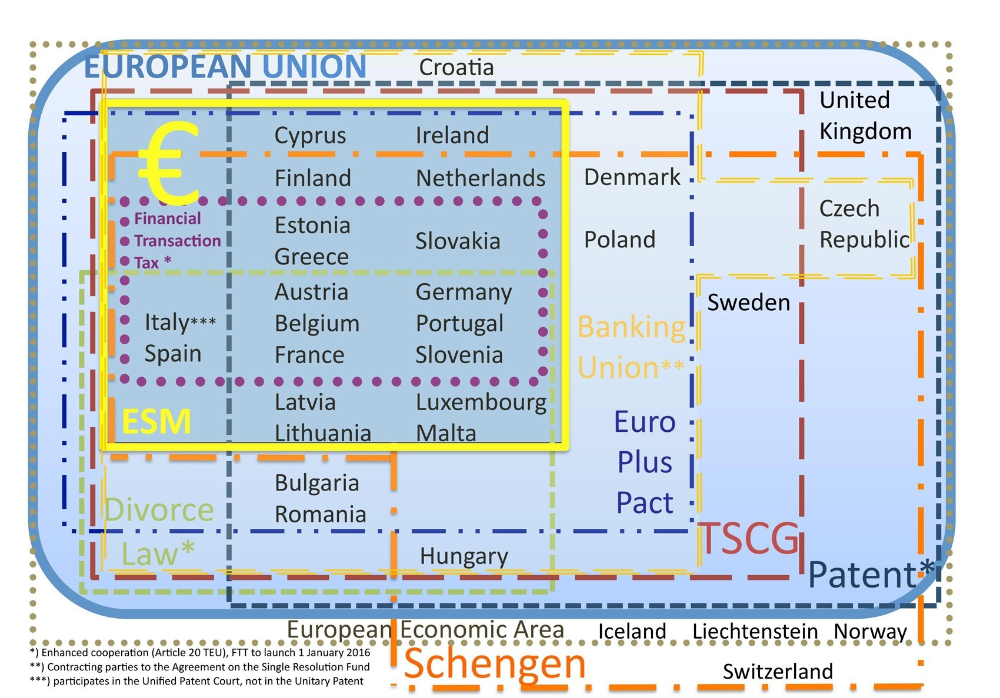 EUROPEAN UNION
Croatia
United
Kingdom
€
Cyprus
Ireland
Finland
Netherlands
Denmark
Financial
Transaction
Tax *
Estonia
Greece
Slovakia
Poland
Czech
Republic
Italy***
Spain
Austria
Belgium
France
Germany
Portugal
Slovenia
Sweden
Banking
Union**
ESM
Latvia
Lithuania
Luxembourg
Malta
Euro
Plus
Pact
Divorce
Law*
Bulgaria
Romania
Hungary
TSCG
Patent*
European Economic Area
Iceland
Liechtenstein
Norway
Schengen
Switzerland
*) Enhanced cooperation (Article 20 TEU), FTT to launch 1 January 2016
**) Contracting parties to the Agreement on the Single Resolution Fund
***) participates in the Unified Patent Court, not in the Unitary Patent